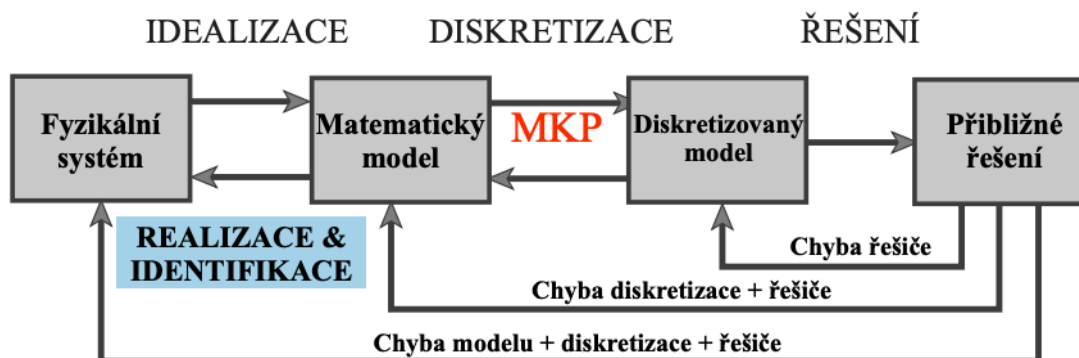 IDEALIZACE
DISKRETIZACE
ŘEŠENÍ
Fyzikální
systém
Matematický
model
MKP
Diskretizovaný
model
Přibližné
řešení
REALIZACE &
IDENTIFIKACE
Chyba řešiče
Chyba diskretizace + řešiče
Chyba modelu + diskretizace + řešiče